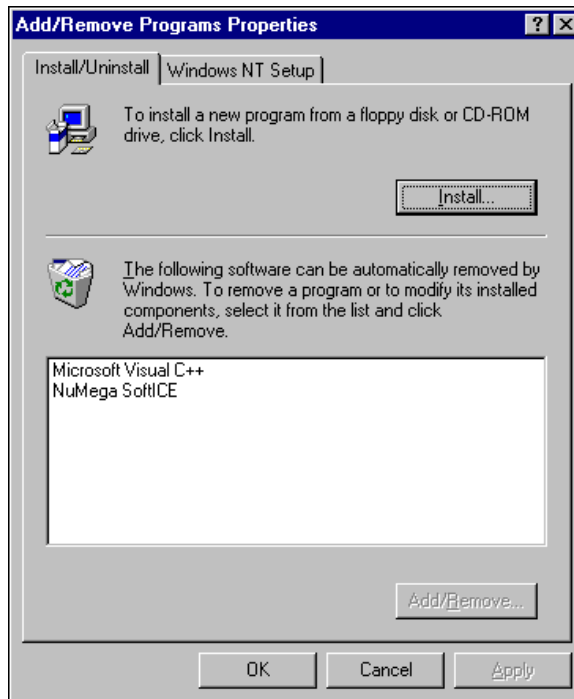 Add/Remove Programs Properties
Install/Uninstall
Windows NT Setup
To install a new program from a floppy disk or CD-ROM
drive, click Install.
Install...
The following software can be automatically removed by
Windows. To remove a program or to modify its installed
components, select it from the list and click
Add/Remove.
Microsoft Visual C++
NuMega SoftICE
Add/Remove...
OK
Cancel
Apply